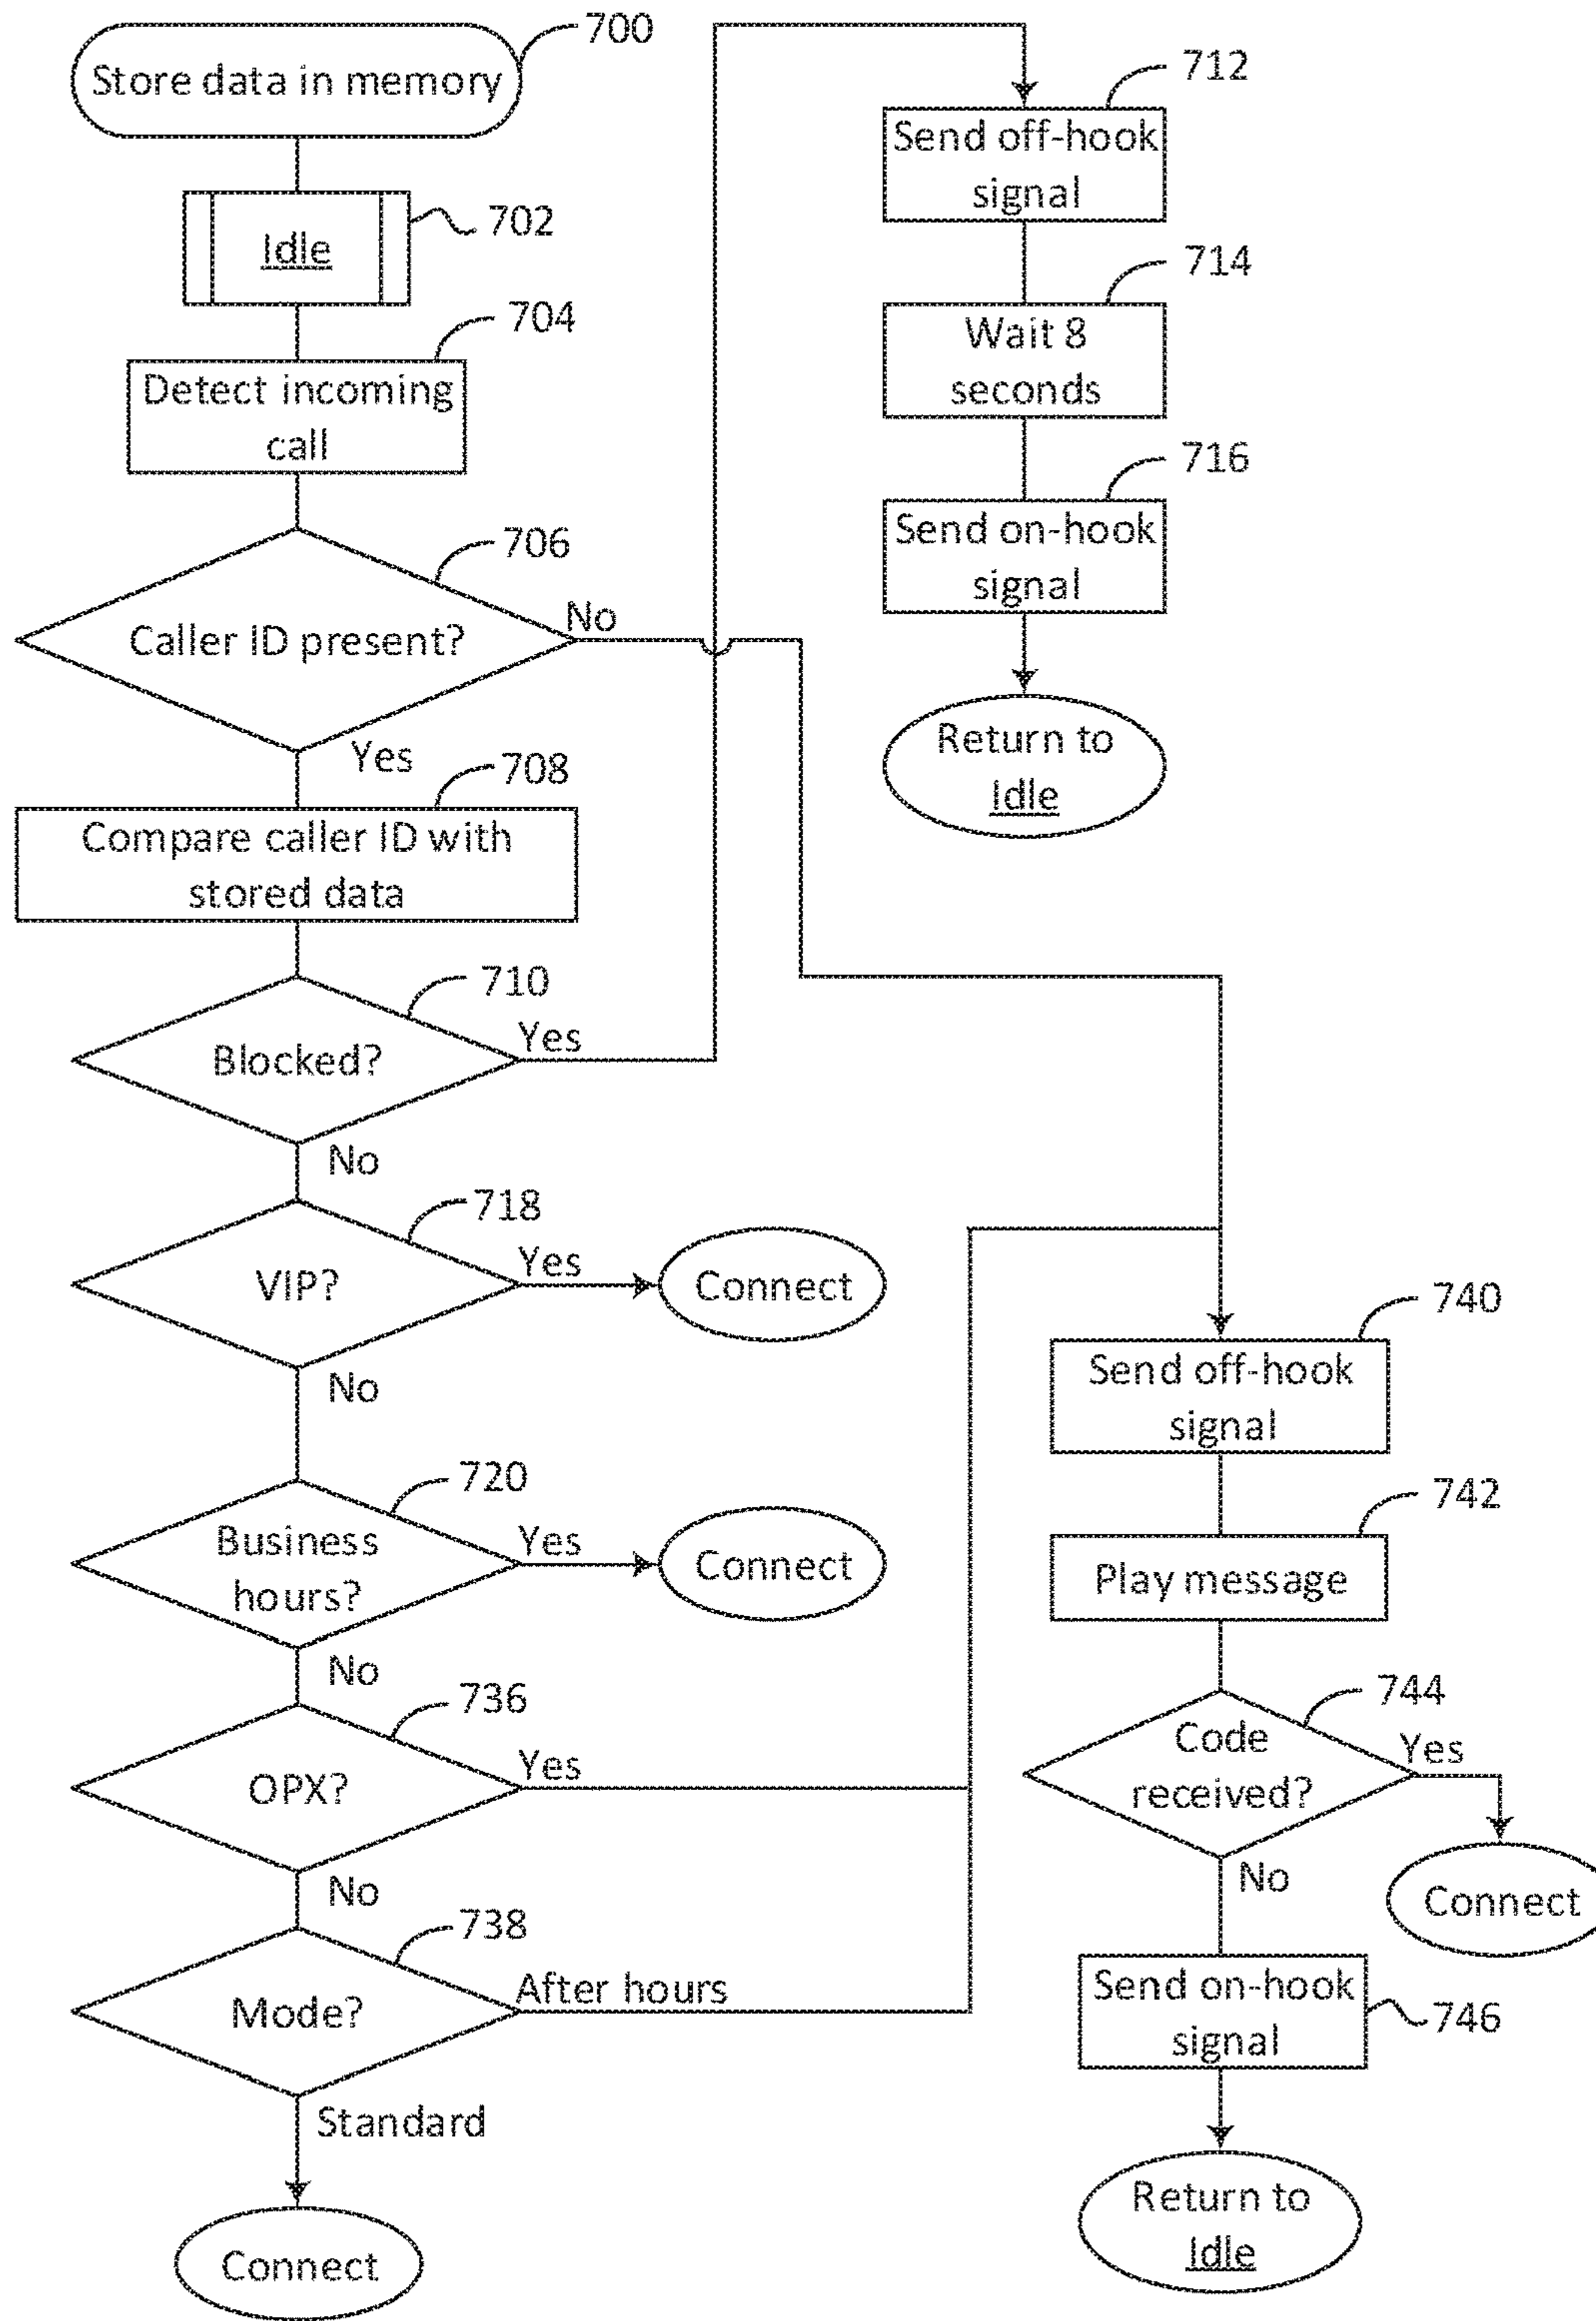 700
Store data in memory
702
Idle
704
Detect incoming
call
706
Caller ID present?
No
Yes
708
Compare caller ID with
stored data
710
Blocked?
Yes
No
712
Send off-hook
signal
714
Wait 8
seconds
716
Send on-hook
signal
Return to
Idle
718
VIP?
Yes
Connect
No
720
Business
hours?
Yes
Connect
No
736
OPX?
Yes
No
738
Mode?
After hours
Standard
Connect
740
Send off-hook
signal
742
Play message
744
Code
received?
Yes
Connect
No
Send on-hook
signal
746
Return to
Idle